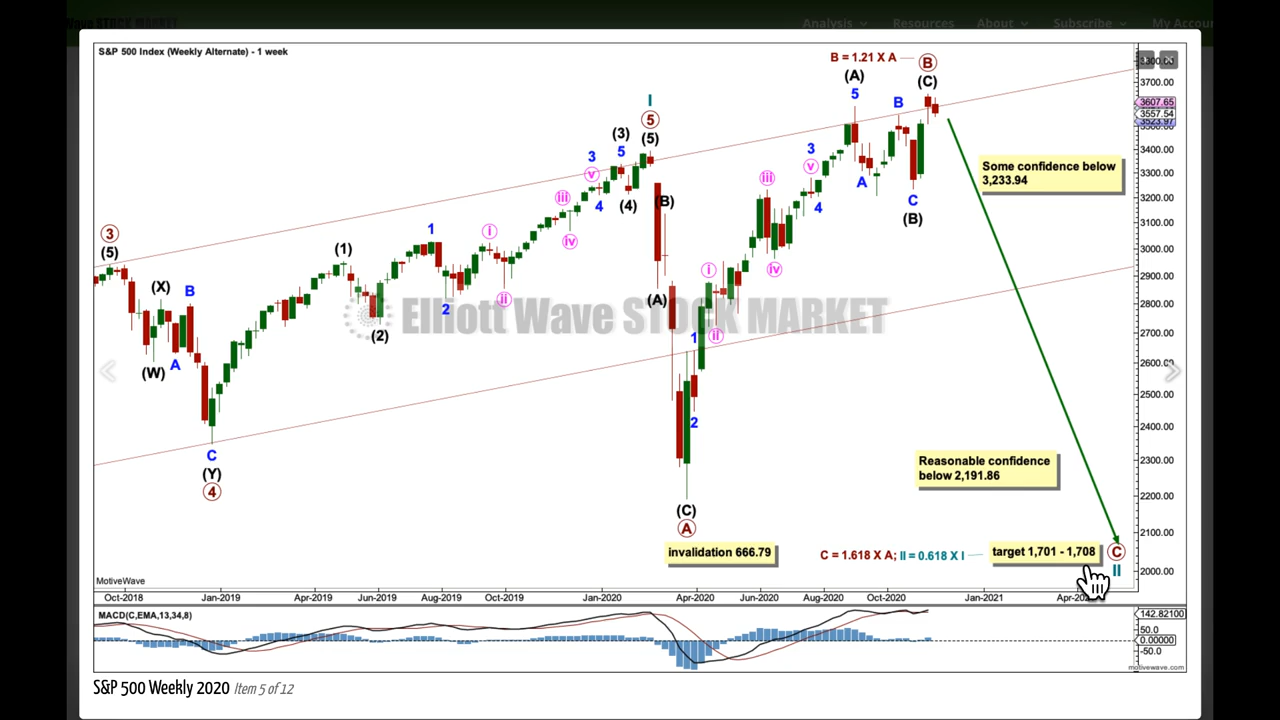 Wave STOCK MARKET
Analysis Resources About Subscribe My Accou
S&P 500 Index (Weekly Alternate) - 1 week
B = 1.21 X A
B
(C)
(A)
5
B
I
5
(5)
(3)
5
3
v
4
(4)
iii
iv
(B)
3
(5)
(1)
1
i
ii
2
(2)
(X)
B
(W)
A
C
(Y)
4
(A)
1
2
i
ii
iii
iv
3
v
4
A
C
(B)
(C)
A
Elliott Wave STOCK MARKET
Some confidence below
3,233.94
Reasonable confidence
below 2,191.86
invalidation 666.79
C = 1.618 X A; II = 0.618 X I
target 1,701 - 1,708
C
II
3700.00
3607.65
3557.54
3400.00
3300.00
3200.00
3100.00
3000.00
2900.00
2800.00
2700.00
2600.00
2500.00
2400.00
2300.00
2200.00
2100.00
2000.00
MotiveWave
Oct-2018 Jan-2019 Apr-2019 Jun-2019 Aug-2019 Oct-2019 Jan-2020 Apr-2020 Jun-2020 Aug-2020 Oct-2020 Jan-2021
MACD(C,EMA,13,34,8)
142.82100
50.0
0.00000
-50.0
motivewave.com
S&P 500 Weekly 2020 Item 5 of 12